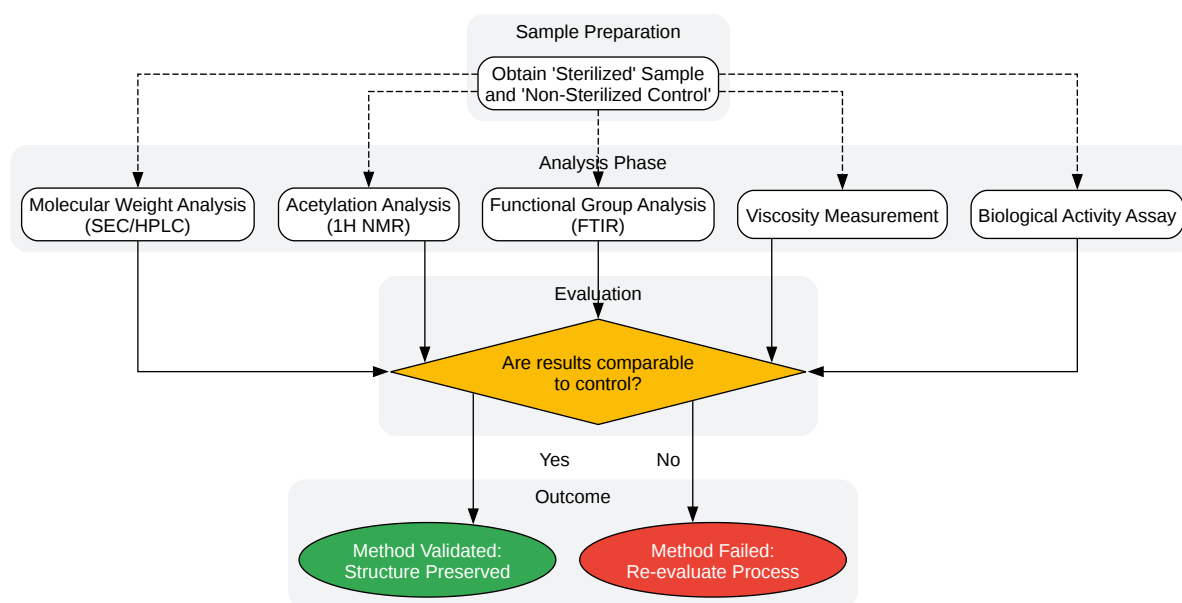 Sample Preparation
Obtain 'Sterilized' Sample
and 'Non-Sterilized Control'
Analysis Phase
Molecular Weight Analysis
(SEC/HPLC)
Acetylation Analysis
(1H NMR)
Functional Group Analysis
(FTIR)
Viscosity Measurement
Biological Activity Assay
Evaluation
Are results comparable
to control?
Yes
No
Outcome
Method Validated:
Structure Preserved
Method Failed:
Re-evaluate Process